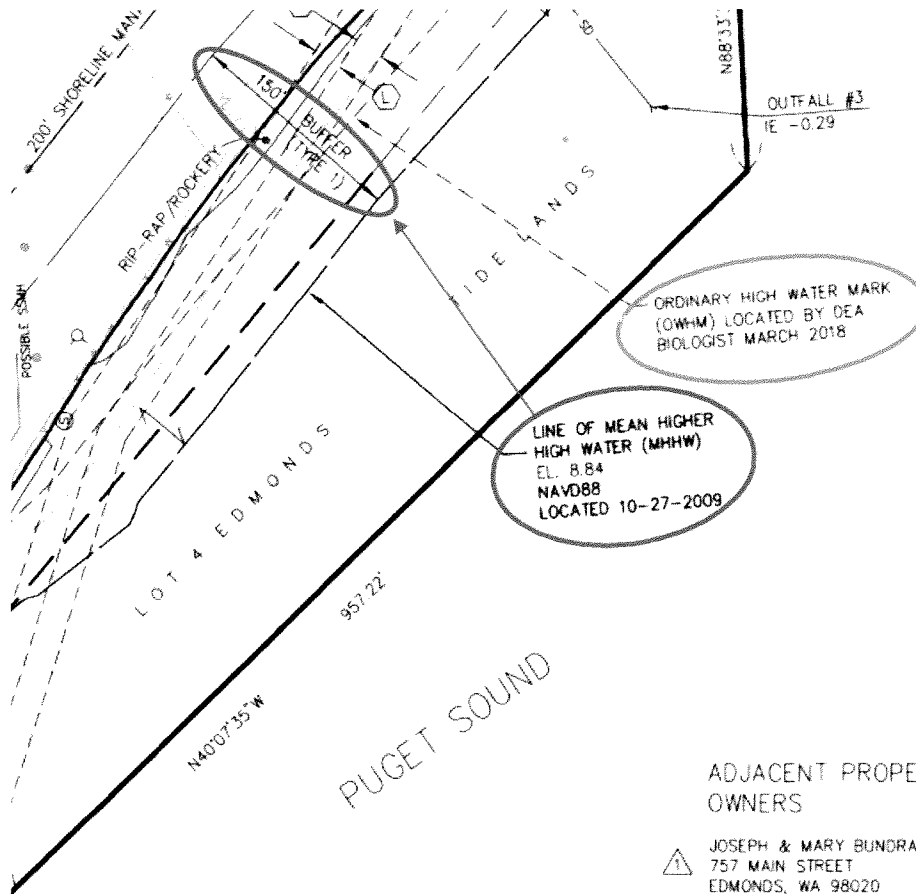 200' SHORELINE
150'
BUFFER
(TYPE 1)
L
RIP-RAP/ROCKERY
POSSIBLE SSMH
S
SD
N88°33'
OUTFALL #3
IE -0.29
TIDE LANDS
ORDINARY HIGH WATER MARK
(OWHM) LOCATED BY DEA
BIOLOGIST MARCH 2018
LINE OF MEAN HIGHER
HIGH WATER (MHHW)
EL. 8.84
NAVD88
LOCATED 10-27-2009
LOT 4 EDMONDS
957.22'
N40°07'35"W
PUGET SOUND
ADJACENT PROPE
OWNERS
1
JOSEPH & MARY BUNDRA
757 MAIN STREET
EDMONDS, WA 98020